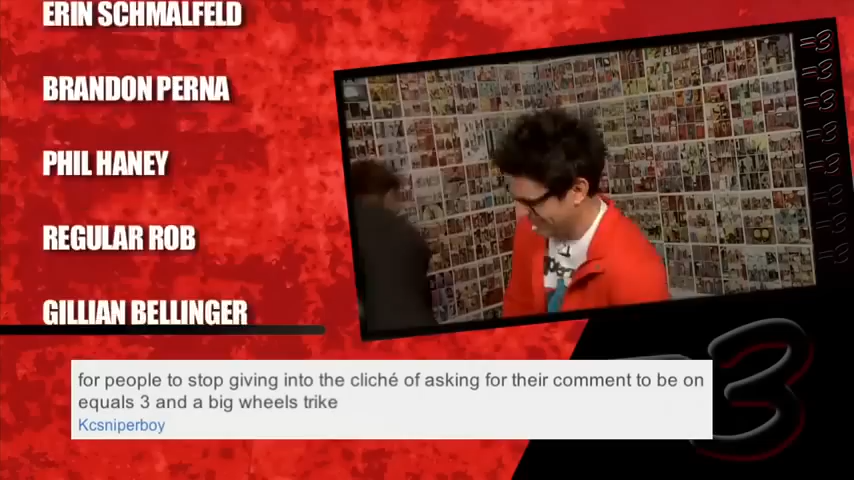 ERIN SCHMALFELD
BRANDON PERNA
PHIL HANEY
REGULAR ROB
GILLIAN BELLINGER
for people to stop giving into the cliché of asking for their comment to be on
equals 3 and a big wheels trike
Kcsniperboy
3